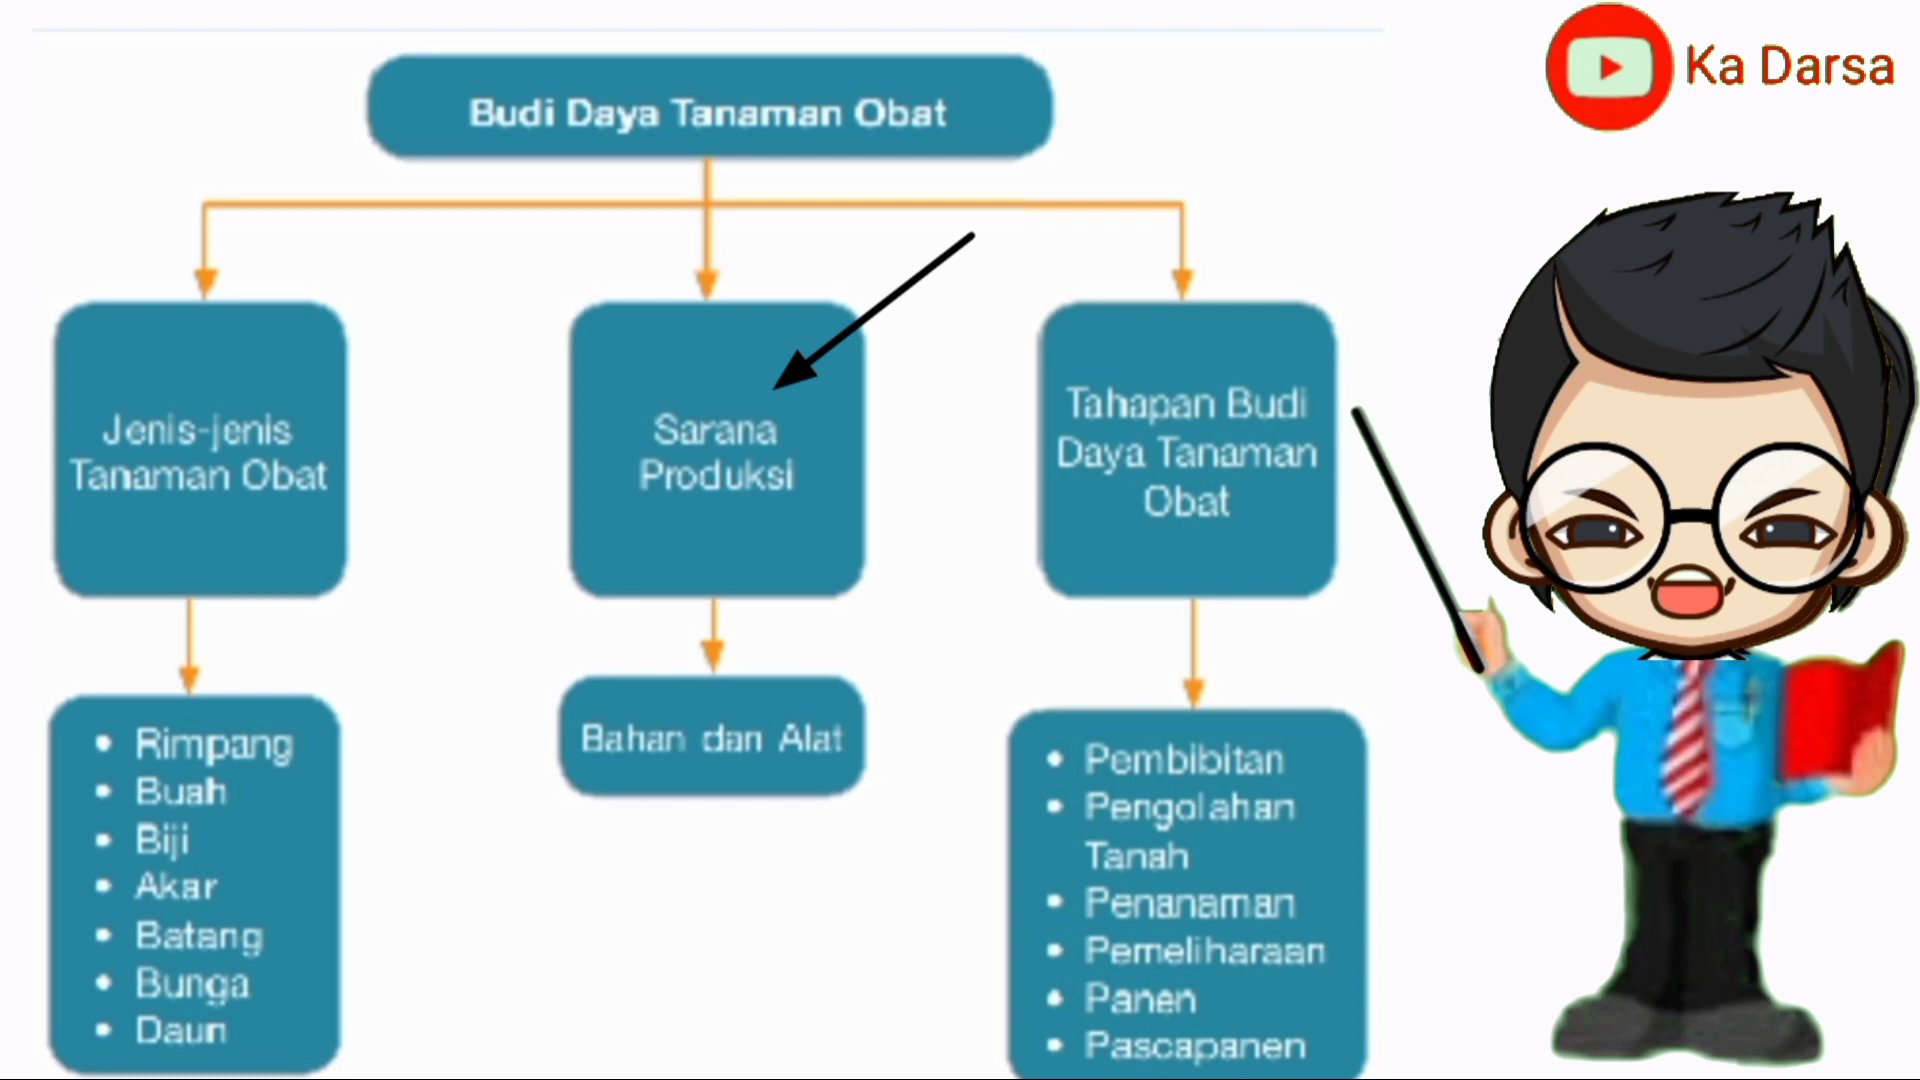 Budi Daya Tanaman Obat
Ka Darsa
Jenis-jenis
Tanaman Obat
Sarana
Produksi
Tahapan Budi
Daya Tanaman
Obat
• Rimpang
• Buah
• Biji
• Akar
• Batang
• Bunga
• Daun
Bahan dan Alat
• Pembibitan
• Pengolahan
Tanah
• Penanaman
• Pemeliharaan
• Panen
• Pascapanen